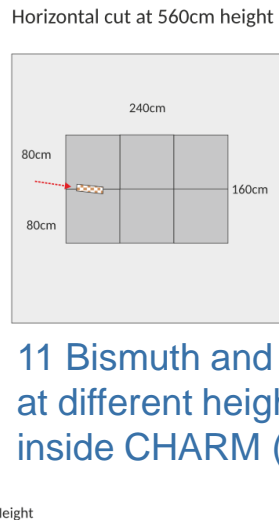 Horizontal cut at 560cm height
240cm
80cm
160cm
80cm
11 Bismuth and
at different heigh
inside CHARM (
Height